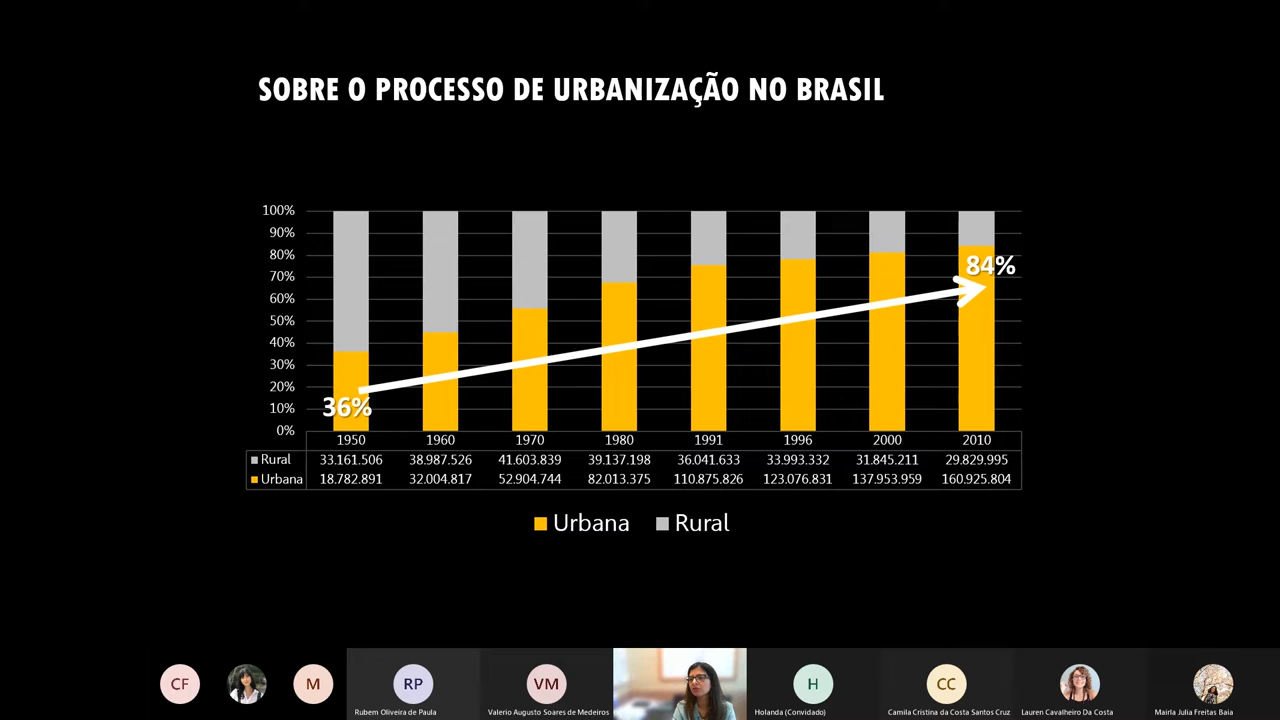 SOBRE O PROCESSO DE URBANIZAÇÃO NO BRASIL
100%
90%
80%
70%
60%
50%
40%
30%
20%
10%
0%
84%
36%
1950 1960 1970 1980 1991 1996 2000 2010
Rural 33.161.506 38.987.526 41.603.839 39.137.198 36.041.633 33.993.332 31.845.211 29.829.995
Urbana 18.782.891 32.004.817 52.904.744 82.013.375 110.875.826 123.076.831 137.953.959 160.925.804
Urbana Rural
CF M RP VM H CC
Rubem Oliveira de Paula Valerio Augusto Soares de Medeiros Holanda (Convidado) Camila Cristina da Costa Santos Cruz Lauren Cavalheiro Da Costa Mairla Julia Freitas Baia